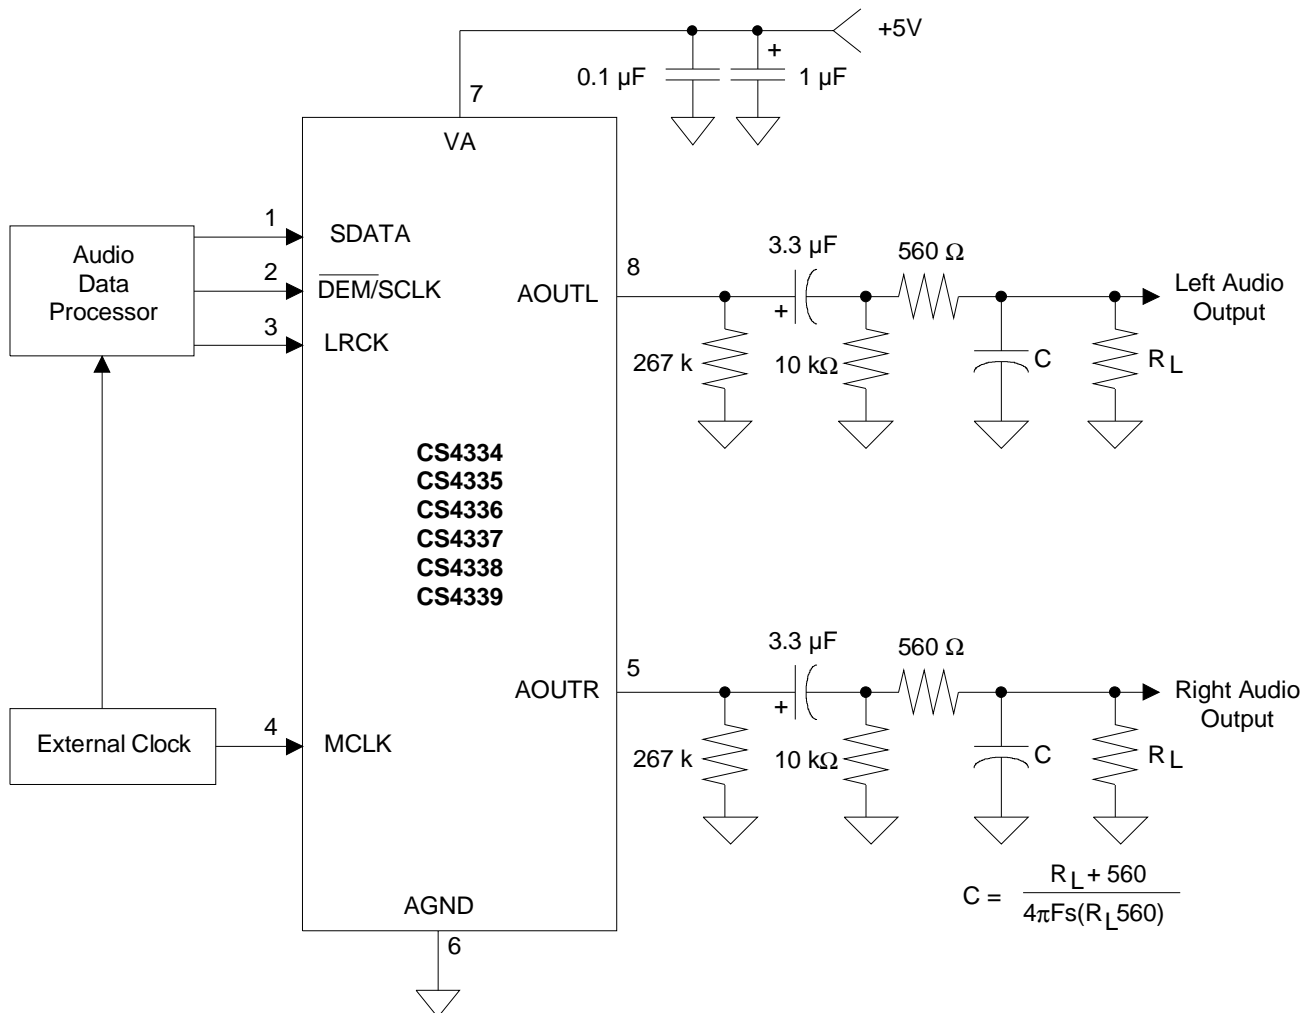 +5V
0.1 µF
+
1 µF
7
VA
Audio
Data
Processor
1
SDATA
2
DEM/SCLK
3
LRCK
AOUTL
8
3.3 µF
+
560 Ω
267 k
10 kΩ
C
R L
Left Audio
Output
CS4334
CS4335
CS4336
CS4337
CS4338
CS4339
AOUTR
5
3.3 µF
+
560 Ω
267 k
10 kΩ
C
R L
Right Audio
Output
External Clock
4
MCLK
AGND
6
C = R L + 560
4πFs(R L 560)